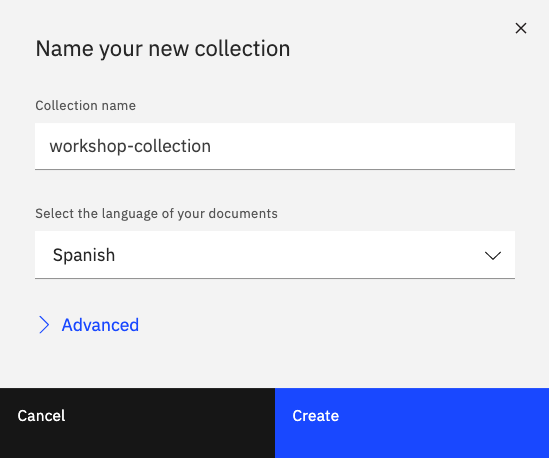 Name your new collection
Collection name
workshop-collection
Select the language of your documents
Spanish
Advanced
Cancel
Create